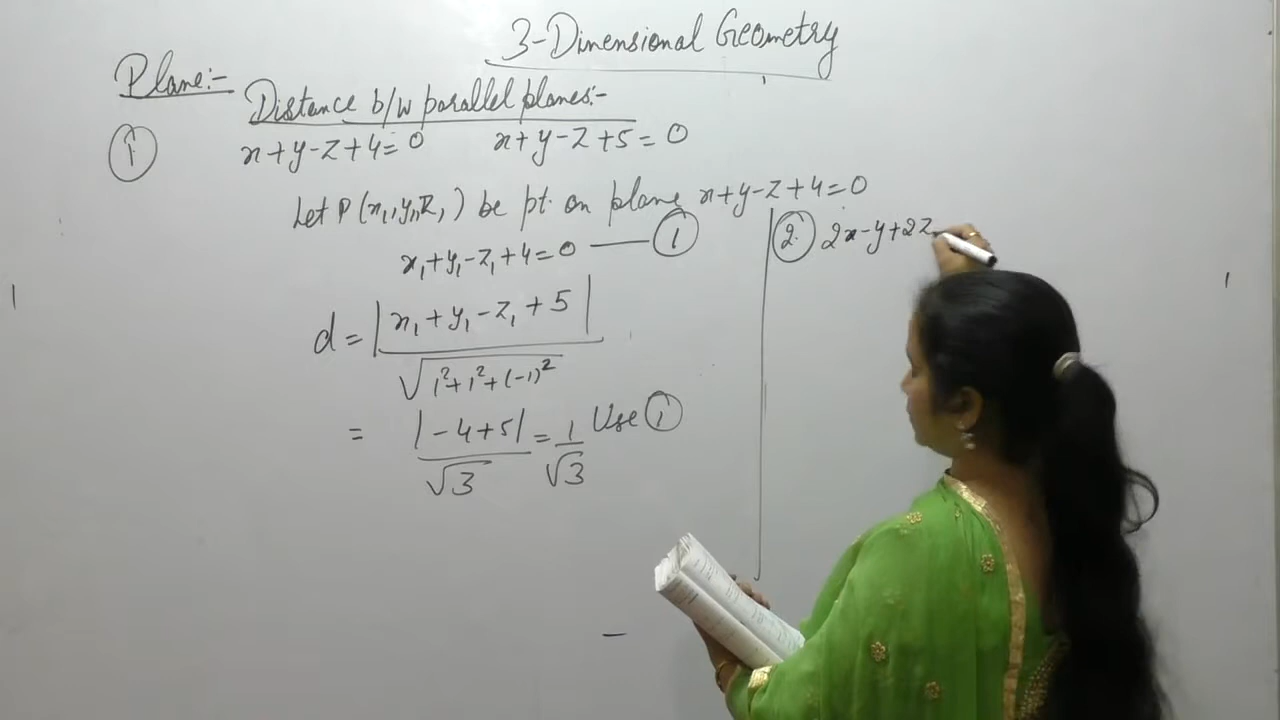 3-Dimensional Geometry
Plane:-
Distance b/w parallel planes:-
① x+y-z+4=0 x+y-z+5=0
Let P(x₁,y₁,z₁) be pt. on plane x+y-z+4=0
x₁+y₁-z₁+4=0 — ①
d = |x₁+y₁-z₁+5| / √(1²+1²+(-1)²)
= |-4+5| / √3 = 1/√3 Use ①
② 2x-y+2z